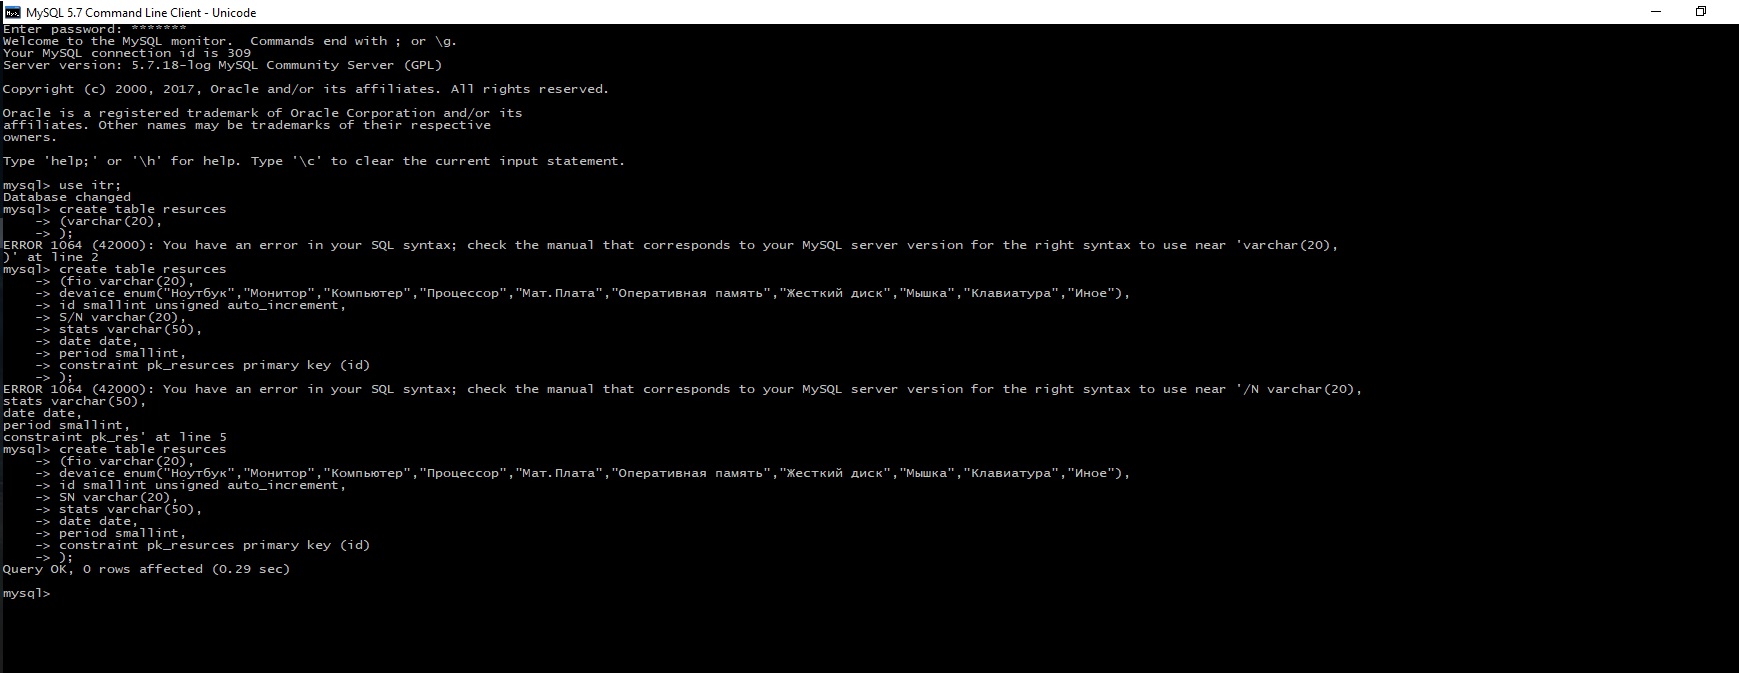 MySQL 5.7 Command Line Client - Unicode
Enter password: *******
Welcome to the MySQL monitor.  Commands end with ; or \g.
Your MySQL connection id is 309
Server version: 5.7.18-log MySQL Community Server (GPL)
Copyright (c) 2000, 2017, Oracle and/or its affiliates. All rights reserved.
Oracle is a registered trademark of Oracle Corporation and/or its
affiliates. Other names may be trademarks of their respective
owners.
Type 'help;' or '\h' for help. Type '\c' to clear the current input statement.
mysql> use itr;
Database changed
mysql> create table resurces
    -> (varchar(20),
    -> );
ERROR 1064 (42000): You have an error in your SQL syntax; check the manual that corresponds to your MySQL server version for the right syntax to use near 'varchar(20),
)' at line 2
mysql> create table resurces
    -> (fio varchar(20),
    -> devaice enum("Ноутбук","Монитор","Компьютер","Процессор","Мат.Плата","Оперативная память","Жесткий диск","Мышка","Клавиатура","Иное"),
    -> id smallint unsigned auto_increment,
    -> S/N varchar(20),
    -> stats varchar(50),
    -> date date,
    -> period smallint,
    -> constraint pk_resurces primary key (id)
    -> );
ERROR 1064 (42000): You have an error in your SQL syntax; check the manual that corresponds to your MySQL server version for the right syntax to use near '/N varchar(20),
stats varchar(50),
date date,
period smallint,
constraint pk_res' at line 5
mysql> create table resurces
    -> (fio varchar(20),
    -> devaice enum("Ноутбук","Монитор","Компьютер","Процессор","Мат.Плата","Оперативная память","Жесткий диск","Мышка","Клавиатура","Иное"),
    -> id smallint unsigned auto_increment,
    -> SN varchar(20),
    -> stats varchar(50),
    -> date date,
    -> period smallint,
    -> constraint pk_resurces primary key (id)
    -> );
Query OK, 0 rows affected (0.29 sec)
mysql>